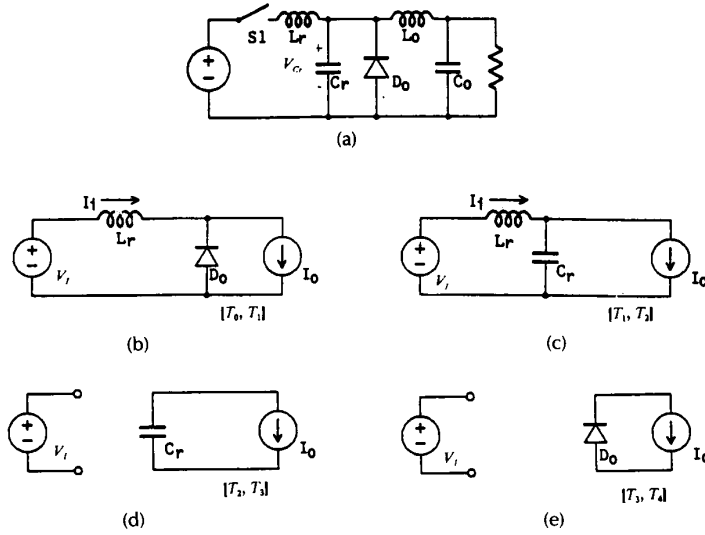 S1 Lr Lo
+ − VCr + - Cr Do Co
(a)
I1 I1
Lr Lr
+ − VI Do Io + − VI Cr Io
[T0, T1] [T1, T2]
(b) (c)
+ − VI Cr Io + − VI Do Io
[T2, T3] [T3, T4]
(d) (e)